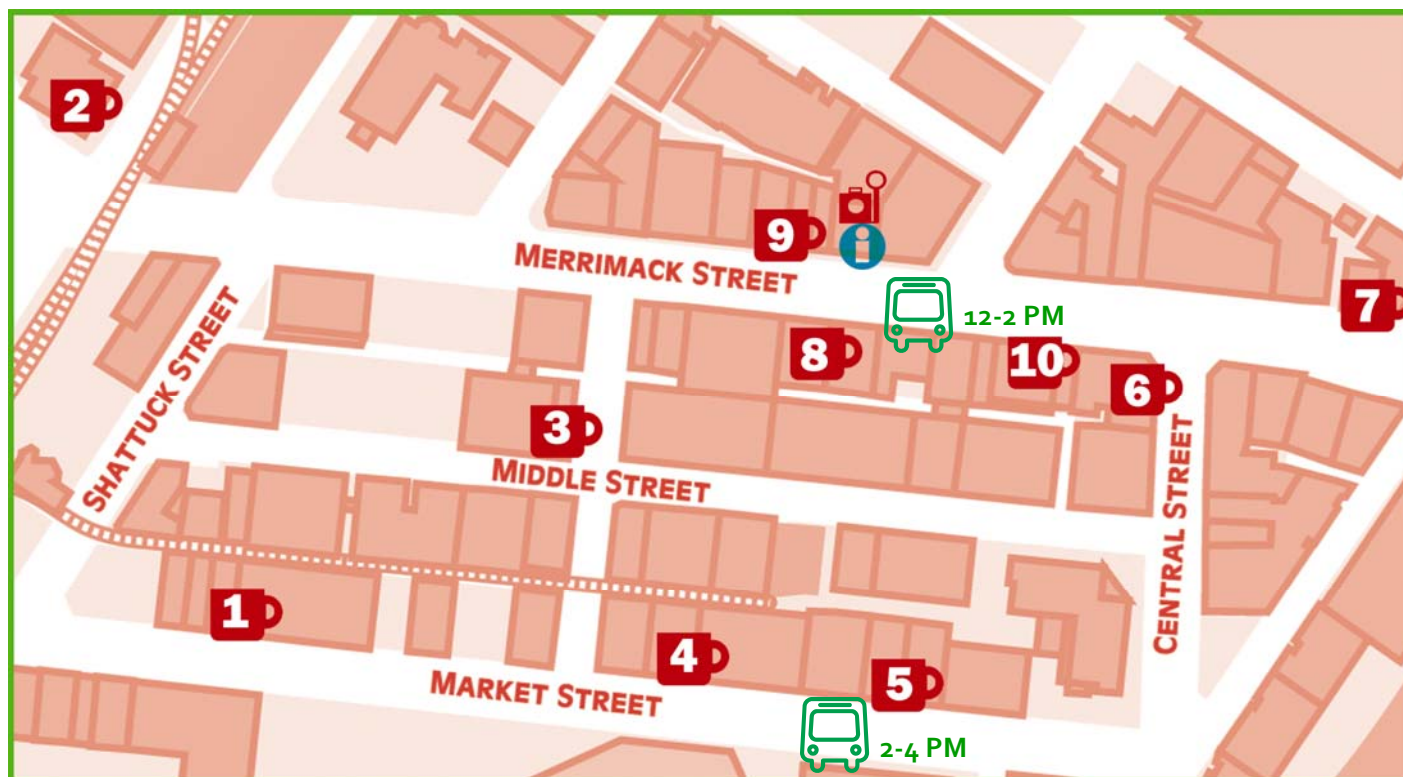 2
9
i
MERRIMACK STREET
7
12-2 PM
8
10
6
SHATTUCK STREET
3
MIDDLE STREET
CENTRAL STREET
1
4
5
MARKET STREET
2-4 PM